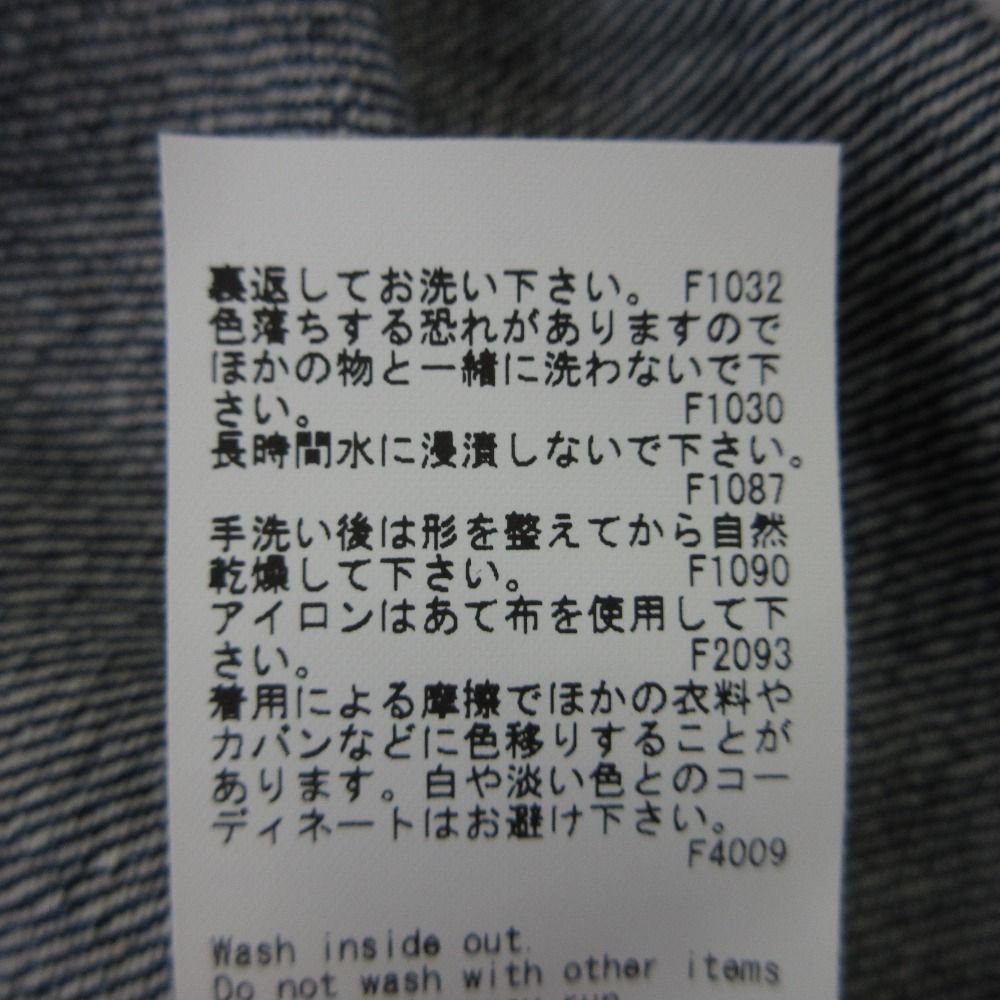 裏返してお洗い下さい。 F1032
色落ちする恐れがありますので
ほかの物と一緒に洗わないで下
さい。 F1030
長時間水に浸漬しないで下さい。
F1087
手洗い後は形を整えてから自然
乾燥して下さい。 F1090
アイロンはあて布を使用して下
さい。 F2093
着用による摩擦でほかの衣料や
カバンなどに色移りすることが
あります。白や淡い色とのコー
ディネートはお避け下さい。
F4009
Wash inside out.
Do not wash with other items
run